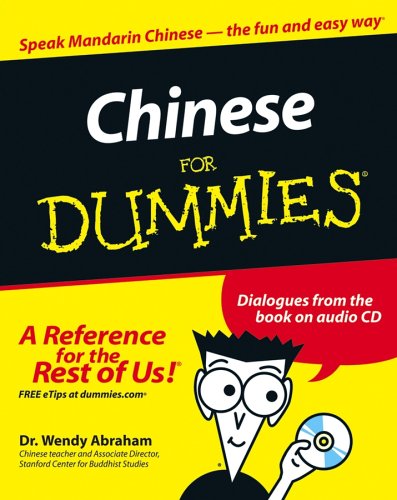 Speak Mandarin Chinese — the fun and easy way®
Chinese
FOR
DUMMIES®
Dialogues from the
book on audio CD
A Reference
for the
Rest of Us!®
FREE eTips at dummies.com®
Dr. Wendy Abraham
Chinese teacher and Associate Director,
Stanford Center for Buddhist Studies
®